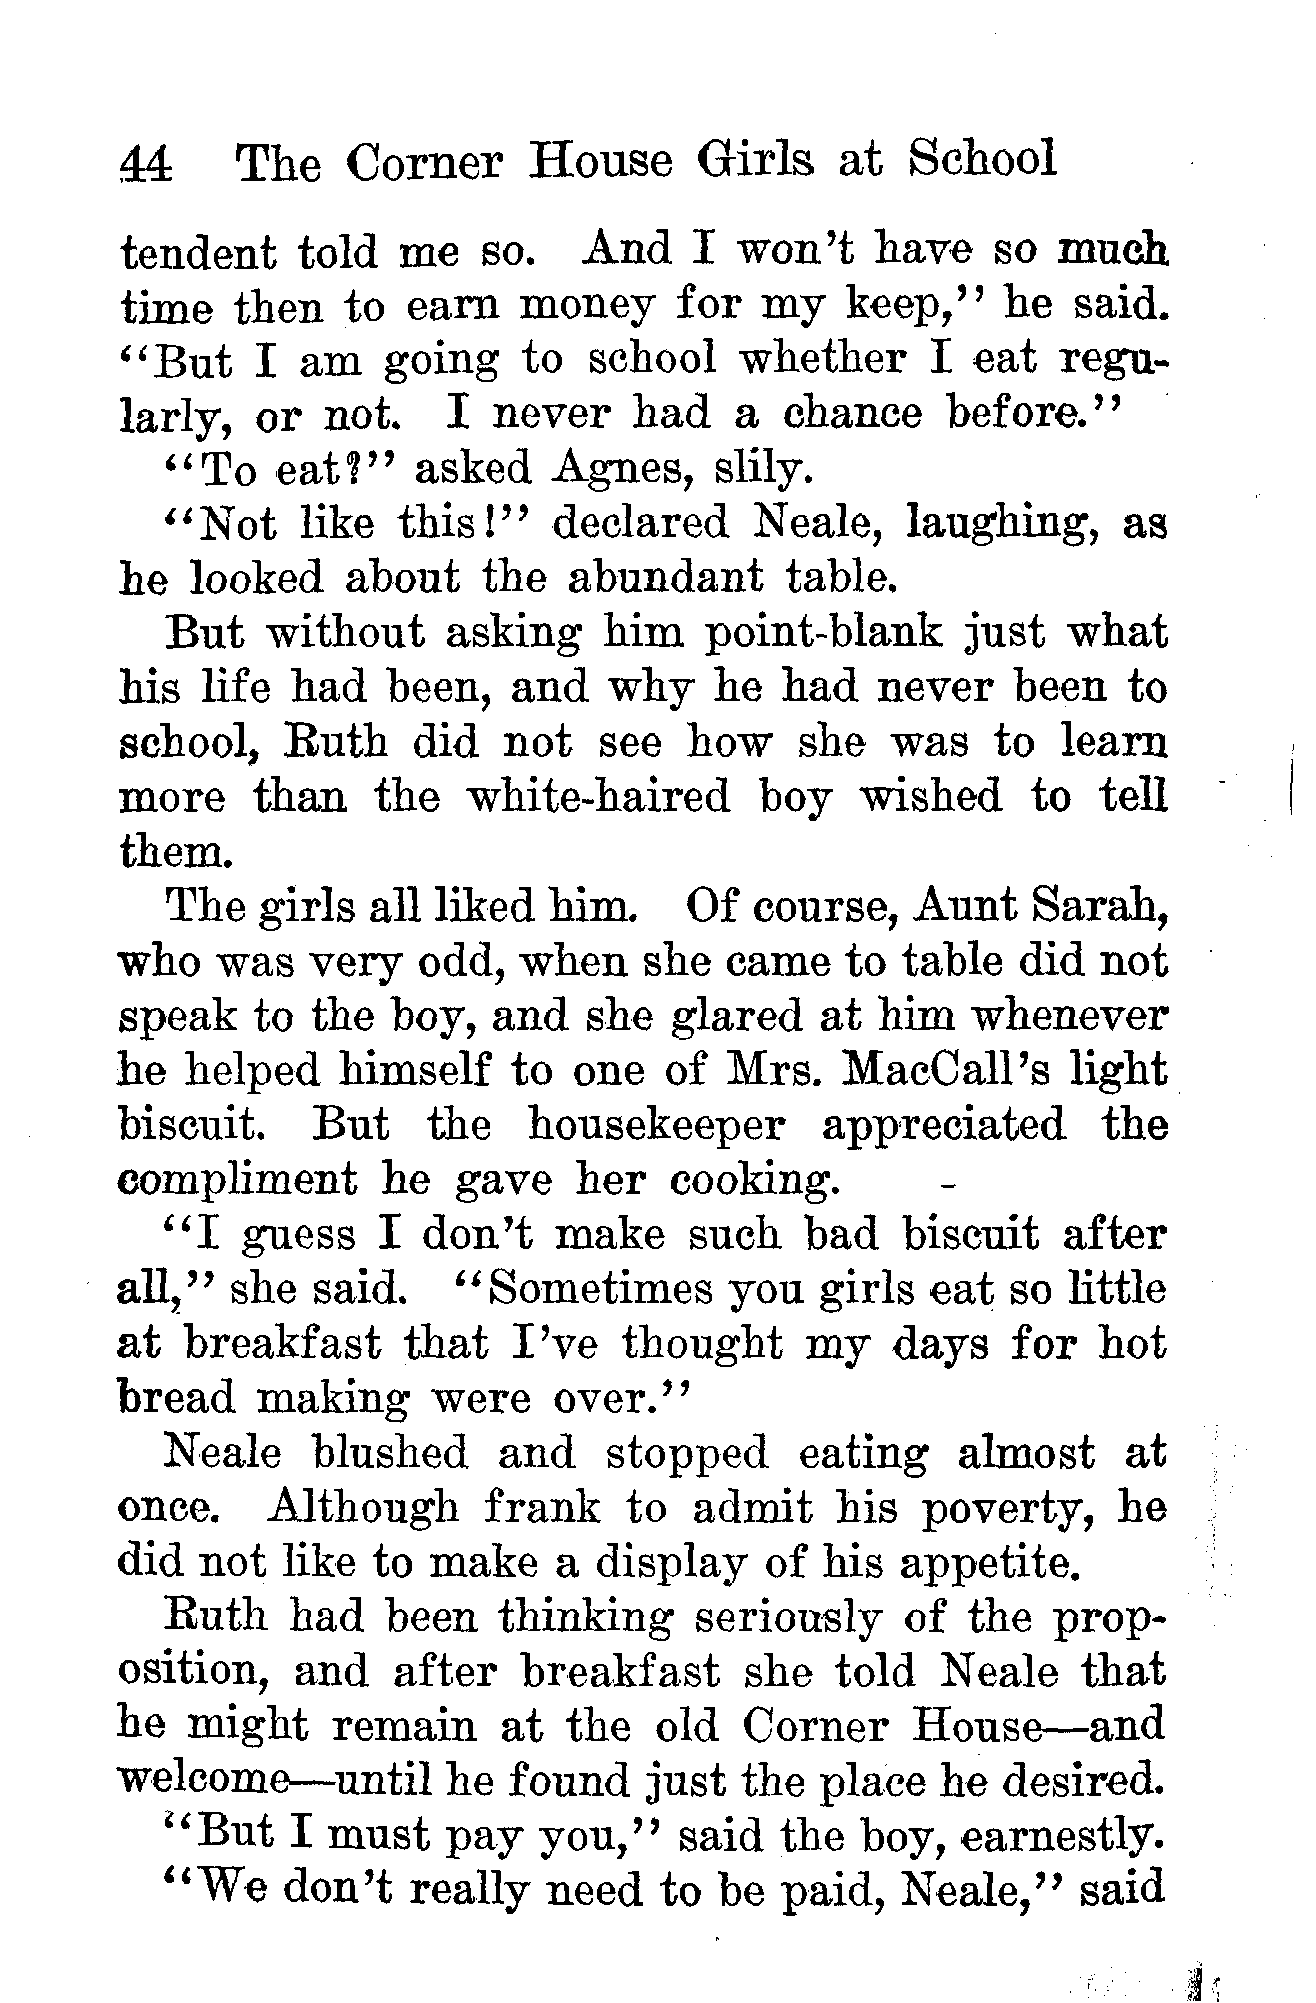 44 The Corner House Girls at School
tendent told me so. And I won't have so much
time then to earn money for my keep," he said.
"But I am going to school whether I eat regu-
larly, or not. I never had a chance before."
"To eat?" asked Agnes, slily.
"Not like this!" declared Neale, laughing, as
he looked about the abundant table.
But without asking him point-blank just what
his life had been, and why he had never been to
school, Ruth did not see how she was to learn
more than the white-haired boy wished to tell
them.
The girls all liked him. Of course, Aunt Sarah,
who was very odd, when she came to table did not
speak to the boy, and she glared at him whenever
he helped himself to one of Mrs. MacCall's light
biscuit. But the housekeeper appreciated the
compliment he gave her cooking.
"I guess I don't make such bad biscuit after
all," she said. "Sometimes you girls eat so little
at breakfast that I've thought my days for hot
bread making were over."
Neale blushed and stopped eating almost at
once. Although frank to admit his poverty, he
did not like to make a display of his appetite.
Ruth had been thinking seriously of the prop-
osition, and after breakfast she told Neale that
he might remain at the old Corner House—and
welcome—until he found just the place he desired.
"But I must pay you," said the boy, earnestly.
"We don't really need to be paid, Neale," said